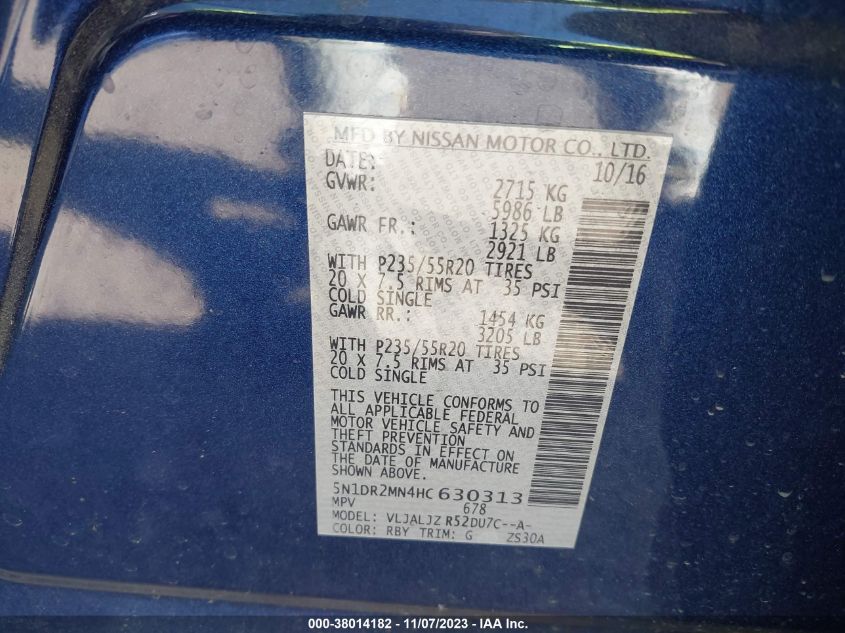 MFD BY NISSAN MOTOR CO., LTD.
DATE: 10/16
GVWR: 2715 KG
5986 LB
GAWR FR.: 1325 KG
2921 LB
WITH P235/55R20 TIRES
20 X 7.5 RIMS AT 35 PSI
COLD SINGLE
GAWR RR.: 1454 KG
3205 LB
WITH P235/55R20 TIRES
20 X 7.5 RIMS AT 35 PSI
COLD SINGLE
THIS VEHICLE CONFORMS TO
ALL APPLICABLE FEDERAL
MOTOR VEHICLE SAFETY AND
THEFT PREVENTION
STANDARDS IN EFFECT ON
THE DATE OF MANUFACTURE
SHOWN ABOVE.
5N1DR2MN4HC 630313
MPV 678
MODEL: VLJALJZ R52DU7C--A-
COLOR: RBY TRIM: G ZS30A
000-38014182 - 11/07/2023 - IAA Inc.